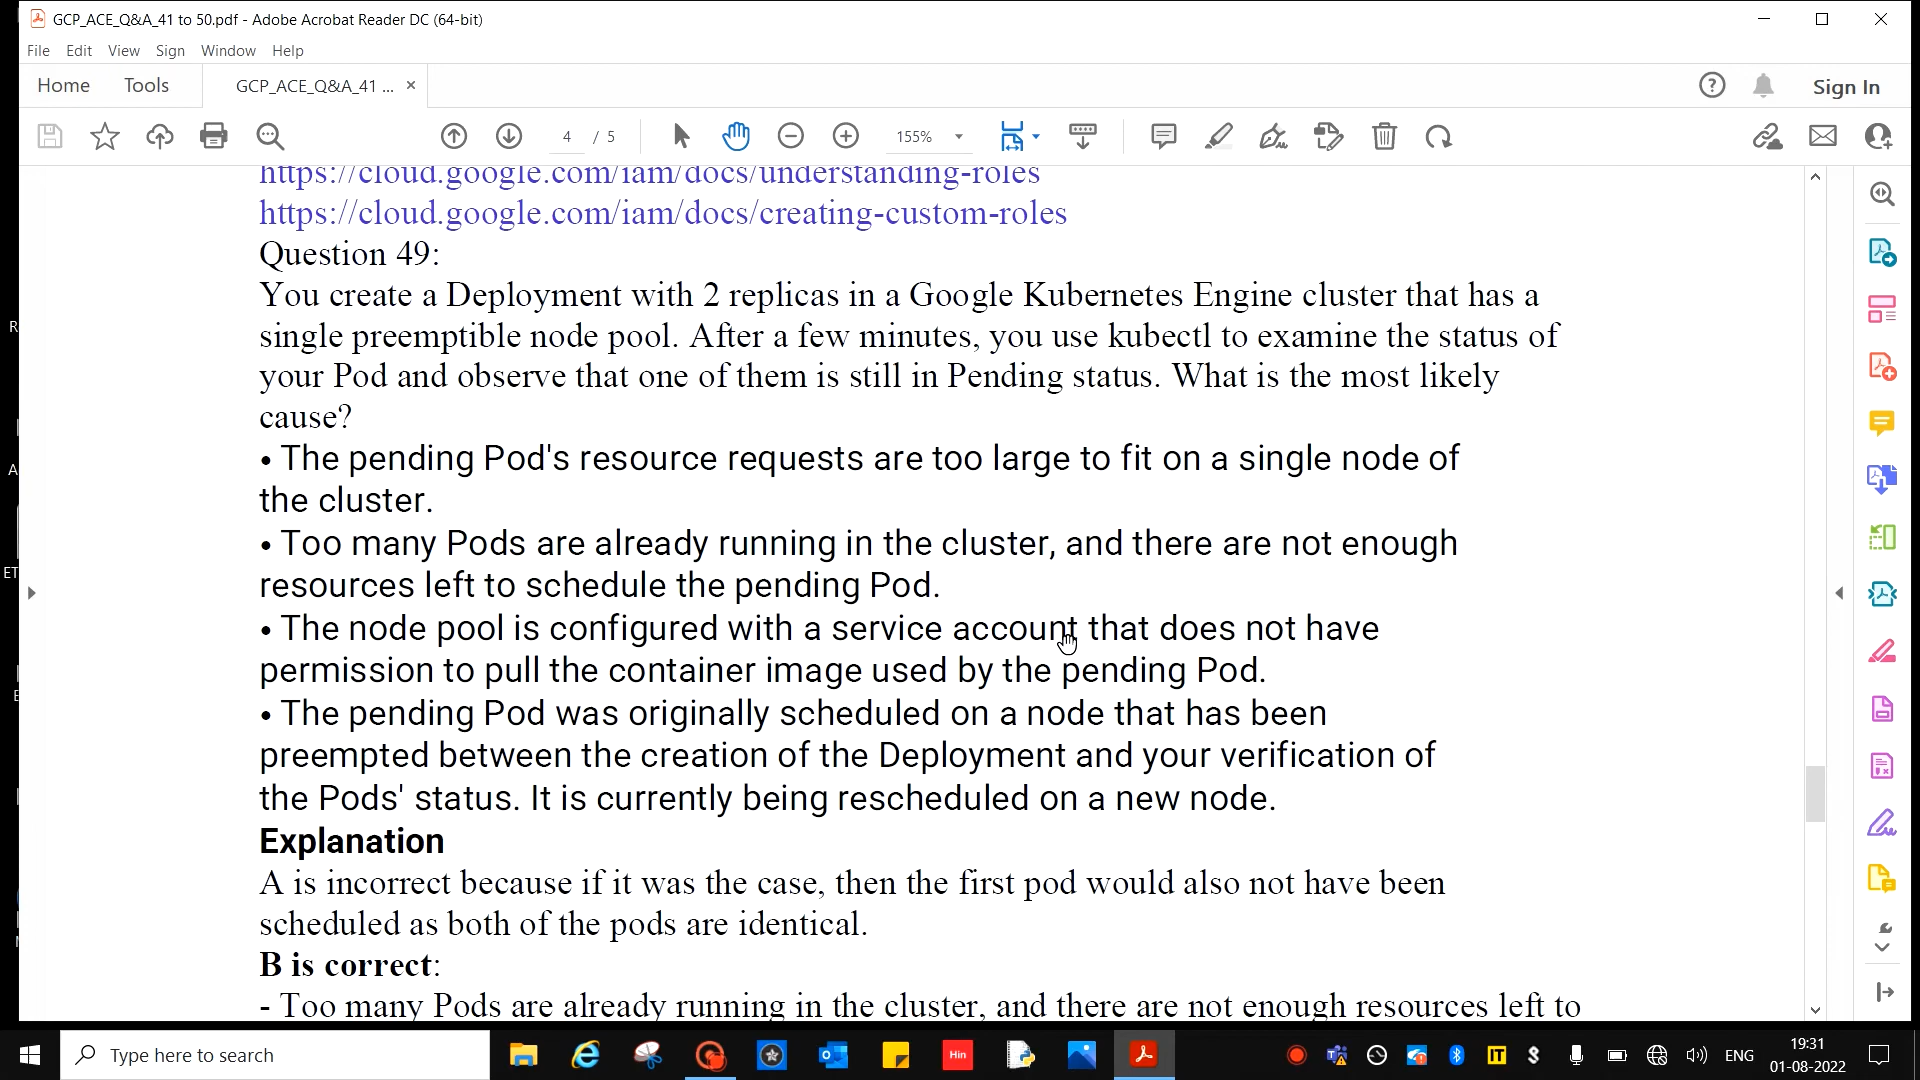 GCP_ACE_Q&A_41 to 50.pdf - Adobe Acrobat Reader DC (64-bit)
File Edit View Sign Window Help
Home Tools GCP_ACE_Q&A_41 ... × Sign In
4 / 5 155%
https://cloud.google.com/iam/docs/understanding-roles
https://cloud.google.com/iam/docs/creating-custom-roles
Question 49:
You create a Deployment with 2 replicas in a Google Kubernetes Engine cluster that has a
single preemptible node pool. After a few minutes, you use kubectl to examine the status of
your Pod and observe that one of them is still in Pending status. What is the most likely
cause?
• The pending Pod's resource requests are too large to fit on a single node of
the cluster.
• Too many Pods are already running in the cluster, and there are not enough
resources left to schedule the pending Pod.
• The node pool is configured with a service account that does not have
permission to pull the container image used by the pending Pod.
• The pending Pod was originally scheduled on a node that has been
preempted between the creation of the Deployment and your verification of
the Pods' status. It is currently being rescheduled on a new node.
Explanation
A is incorrect because if it was the case, then the first pod would also not have been
scheduled as both of the pods are identical.
B is correct:
- Too many Pods are already running in the cluster, and there are not enough resources left to
Type here to search
Hin
IT
ENG
19:31
01-08-2022